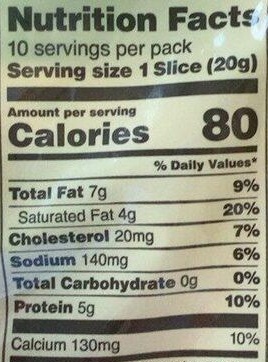 Nutrition Facts
10 servings per pack
Serving size 1 Slice (20g)
Amount per serving
Calories 80
% Daily Values*
Total Fat 7g 9%
Saturated Fat 4g 20%
Cholesterol 20mg 7%
Sodium 140mg 6%
Total Carbohydrate 0g 0%
Protein 5g 10%
Calcium 130mg 10%